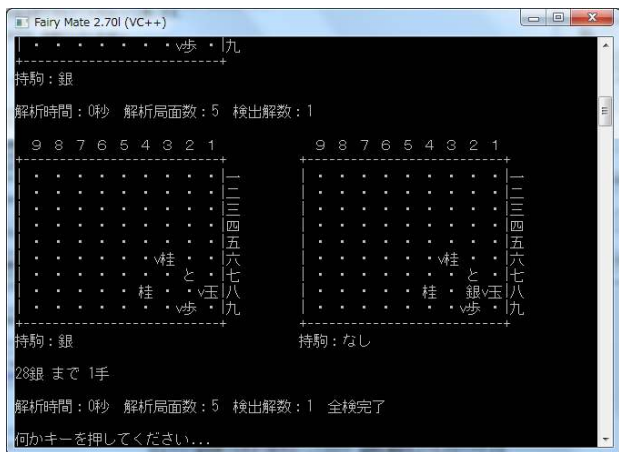 Fairy Mate 2.70l (VC++)
| ・ ・ ・ ・ ・ ・ ・v歩 ・|九
+---------------------------+
持駒：銀
解析時間：0秒 解析局面数：5 検出解数：1
９ ８ ７ ６ ５ ４ ３ ２ １ ９ ８ ７ ６ ５ ４ ３ ２ １
+---------------------------+ +---------------------------+
| ・ ・ ・ ・ ・ ・ ・ ・ ・|一 | ・ ・ ・ ・ ・ ・ ・ ・ ・|一
| ・ ・ ・ ・ ・ ・ ・ ・ ・|二 | ・ ・ ・ ・ ・ ・ ・ ・ ・|二
| ・ ・ ・ ・ ・ ・ ・ ・ ・|三 | ・ ・ ・ ・ ・ ・ ・ ・ ・|三
| ・ ・ ・ ・ ・ ・ ・ ・ ・|四 | ・ ・ ・ ・ ・ ・ ・ ・ ・|四
| ・ ・ ・ ・ ・ ・ ・ ・ ・|五 | ・ ・ ・ ・ ・ ・ ・ ・ ・|五
| ・ ・ ・ ・ ・ ・v桂 ・ ・|六 | ・ ・ ・ ・ ・ ・v桂 ・ ・|六
| ・ ・ ・ ・ ・ ・ ・ と ・|七 | ・ ・ ・ ・ ・ ・ ・ と ・|七
| ・ ・ ・ ・ ・ 桂 ・ ・v玉|八 | ・ ・ ・ ・ ・ 桂 ・ 銀v玉|八
| ・ ・ ・ ・ ・ ・ ・v歩 ・|九 | ・ ・ ・ ・ ・ ・ ・v歩 ・|九
+---------------------------+ +---------------------------+
持駒：銀 持駒：なし
28銀 まで 1手
解析時間：0秒 解析局面数：5 検出解数：1 全検完了
何かキーを押してください...